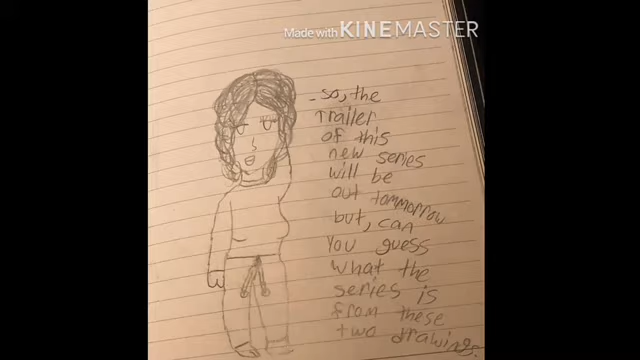 Made with KINEMASTER
- so, the
Trailer
of this
new series
will be
out tommorrow
but, can
You guess
what the
series is
from these
two drawings.